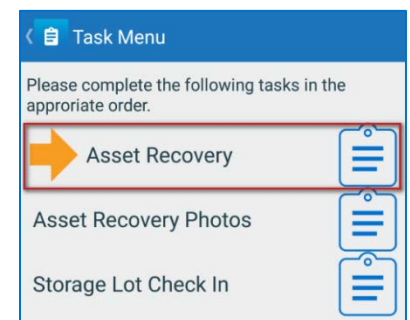 Task Menu
Please complete the following tasks in the
approriate order.
Asset Recovery
Asset Recovery Photos
Storage Lot Check In